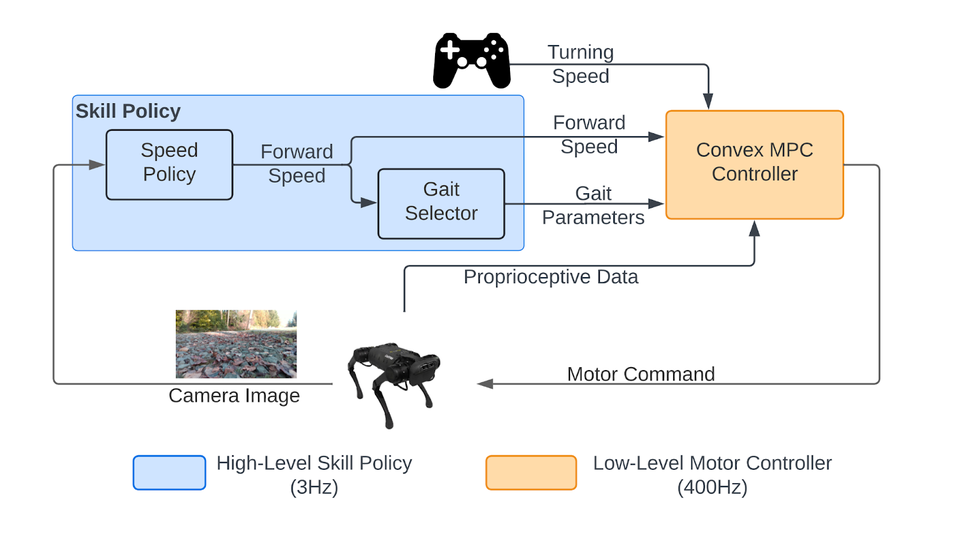 Turning
Speed
Skill Policy
Speed
Policy
Forward
Speed
Forward
Speed
Gait
Selector
Gait
Parameters
Convex MPC
Controller
Proprioceptive Data
Camera Image
Motor Command
High-Level Skill Policy
(3Hz)
Low-Level Motor Controller
(400Hz)